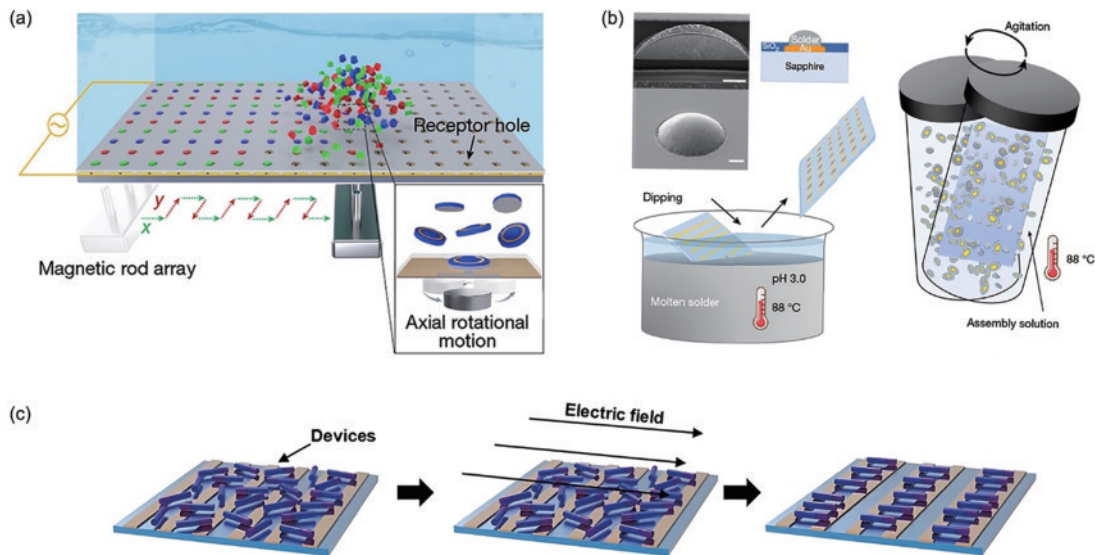 (a)
Receptor hole
y
x
Magnetic rod array
Axial rotational
motion
(b)
Solder
SiO₂
Au
Sapphire
Agitation
Dipping
pH 3.0
88 °C
Molten solder
88 °C
Assembly solution
(c)
Devices
Electric field